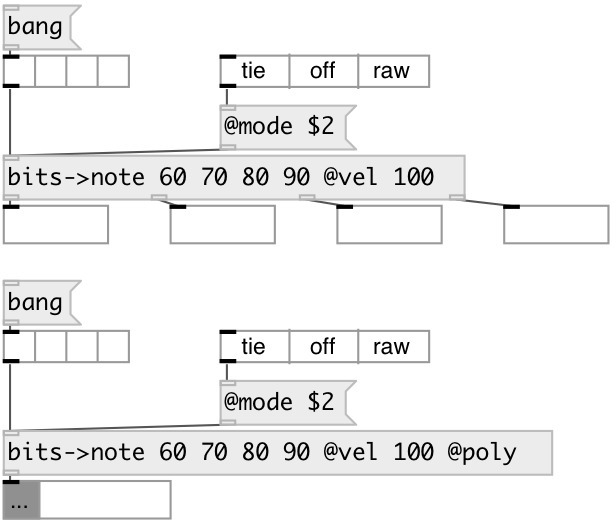 bang
tie off raw
@mode $2
bits->note 60 70 80 90 @vel 100
bang
tie off raw
@mode $2
bits->note 60 70 80 90 @vel 100 @poly
...